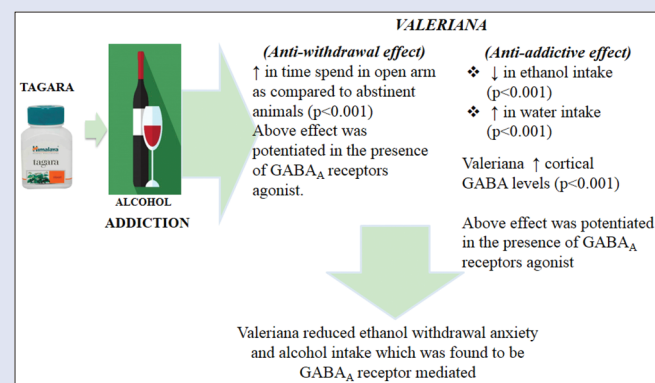 VALERIANA
TAGARA
Himalaya
tagara
ALCOHOL
ADDICTION
(Anti-withdrawal effect)
↑ in time spend in open arm
as compared to abstinent
animals (p<0.001)
Above effect was
potentiated in the presence
of GABA_A receptors
agonist.
(Anti-addictive effect)
❖ ↓ in ethanol intake
(p<0.001)
❖ ↑ in water intake
(p<0.001)
Valeriana ↑ cortical
GABA levels (p<0.001)
Above effect was potentiated
in the presence of GABA_A
receptors agonist
Valeriana reduced ethanol withdrawal anxiety
and alcohol intake which was found to be
GABA_A receptor mediated